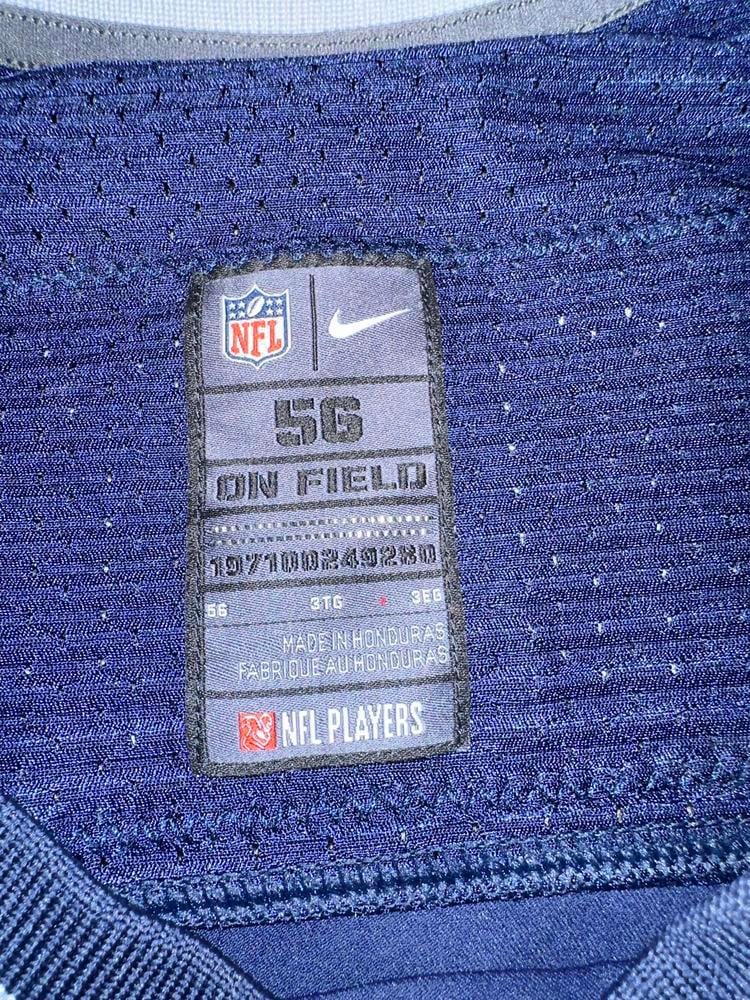 NFL
56
ON FIELD
197100249280
56 3TG 3EG
MADE IN HONDURAS
FABRIQUE AU HONDURAS
NFL PLAYERS